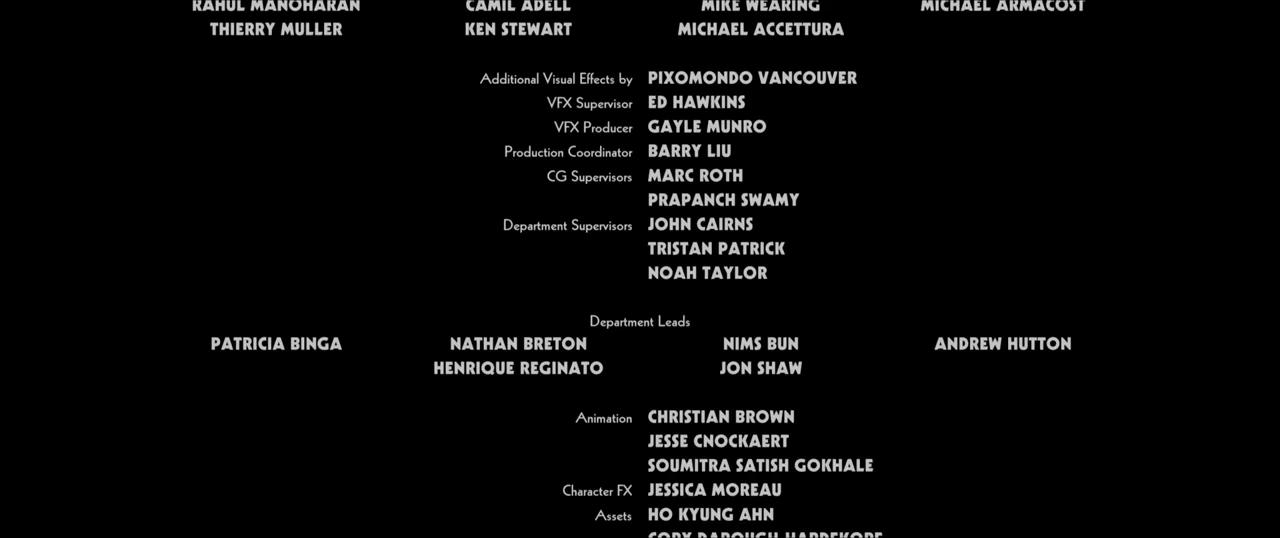 RAHUL MANOHARAN CAMIL ADELL MIKE WEARING MICHAEL ARMACOST
THIERRY MULLER KEN STEWART MICHAEL ACCETTURA
Additional Visual Effects by PIXOMONDO VANCOUVER
VFX Supervisor ED HAWKINS
VFX Producer GAYLE MUNRO
Production Coordinator BARRY LIU
CG Supervisors MARC ROTH
PRAPANCH SWAMY
Department Supervisors JOHN CAIRNS
TRISTAN PATRICK
NOAH TAYLOR
Department Leads
PATRICIA BINGA NATHAN BRETON NIMS BUN ANDREW HUTTON
HENRIQUE REGINATO JON SHAW
Animation CHRISTIAN BROWN
JESSE CNOCKAERT
SOUMITRA SATISH GOKHALE
Character FX JESSICA MOREAU
Assets HO KYUNG AHN